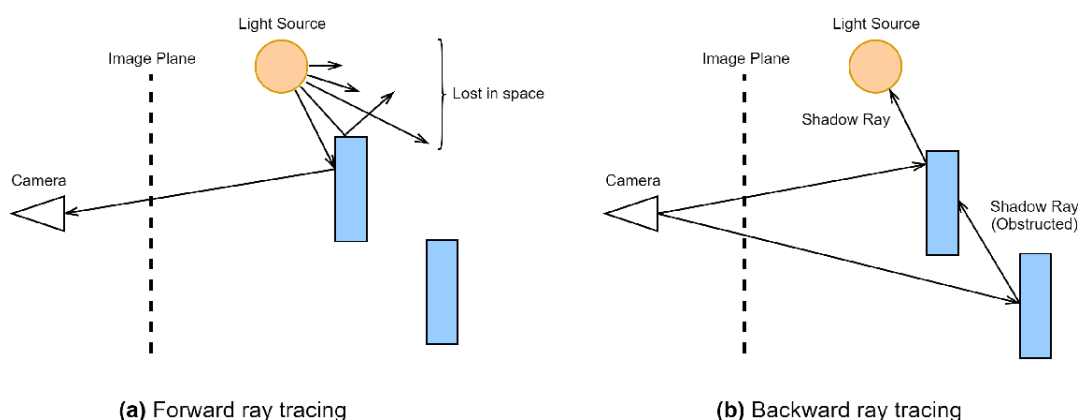 Light Source
Image Plane
Lost in space
Camera
(a) Forward ray tracing
Light Source
Image Plane
Shadow Ray
Camera
Shadow Ray
(Obstructed)
(b) Backward ray tracing